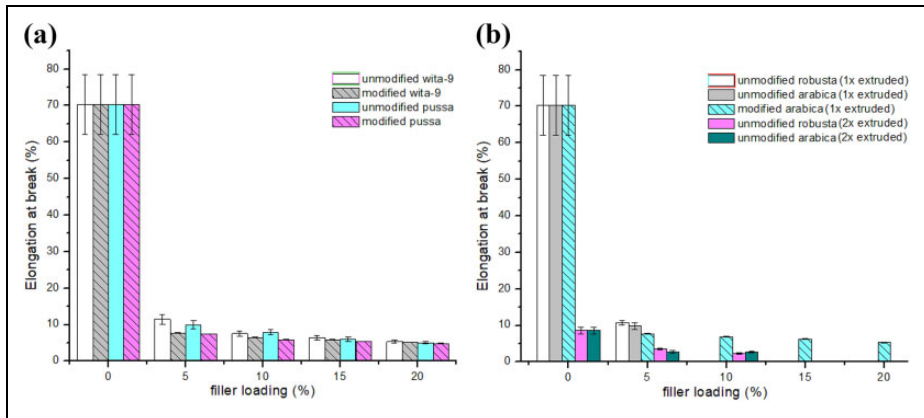 (a)
Elongation at break (%)
80
70
60
50
40
30
20
10
0
0 5 10 15 20
filler loading (%)
unmodified wita-9
modified wita-9
unmodified pussa
modified pussa
(b)
Elongation at break (%)
80
70
60
50
40
30
20
10
0
0 5 10 15 20
filler loading (%)
unmodified robusta (1x extruded)
unmodified arabica (1x extruded)
modified arabica (1x extruded)
unmodified robusta (2x extruded)
unmodified arabica (2x extruded)